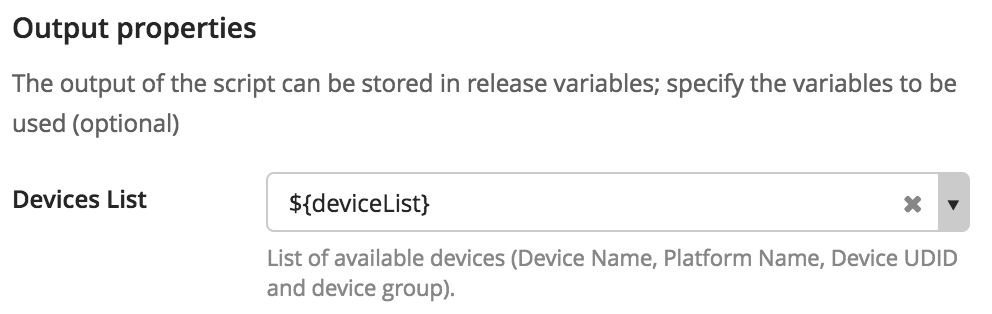 Output properties
The output of the script can be stored in release variables; specify the variables to be
used (optional)
Devices List
${deviceList}
List of available devices (Device Name, Platform Name, Device UDID
and device group).